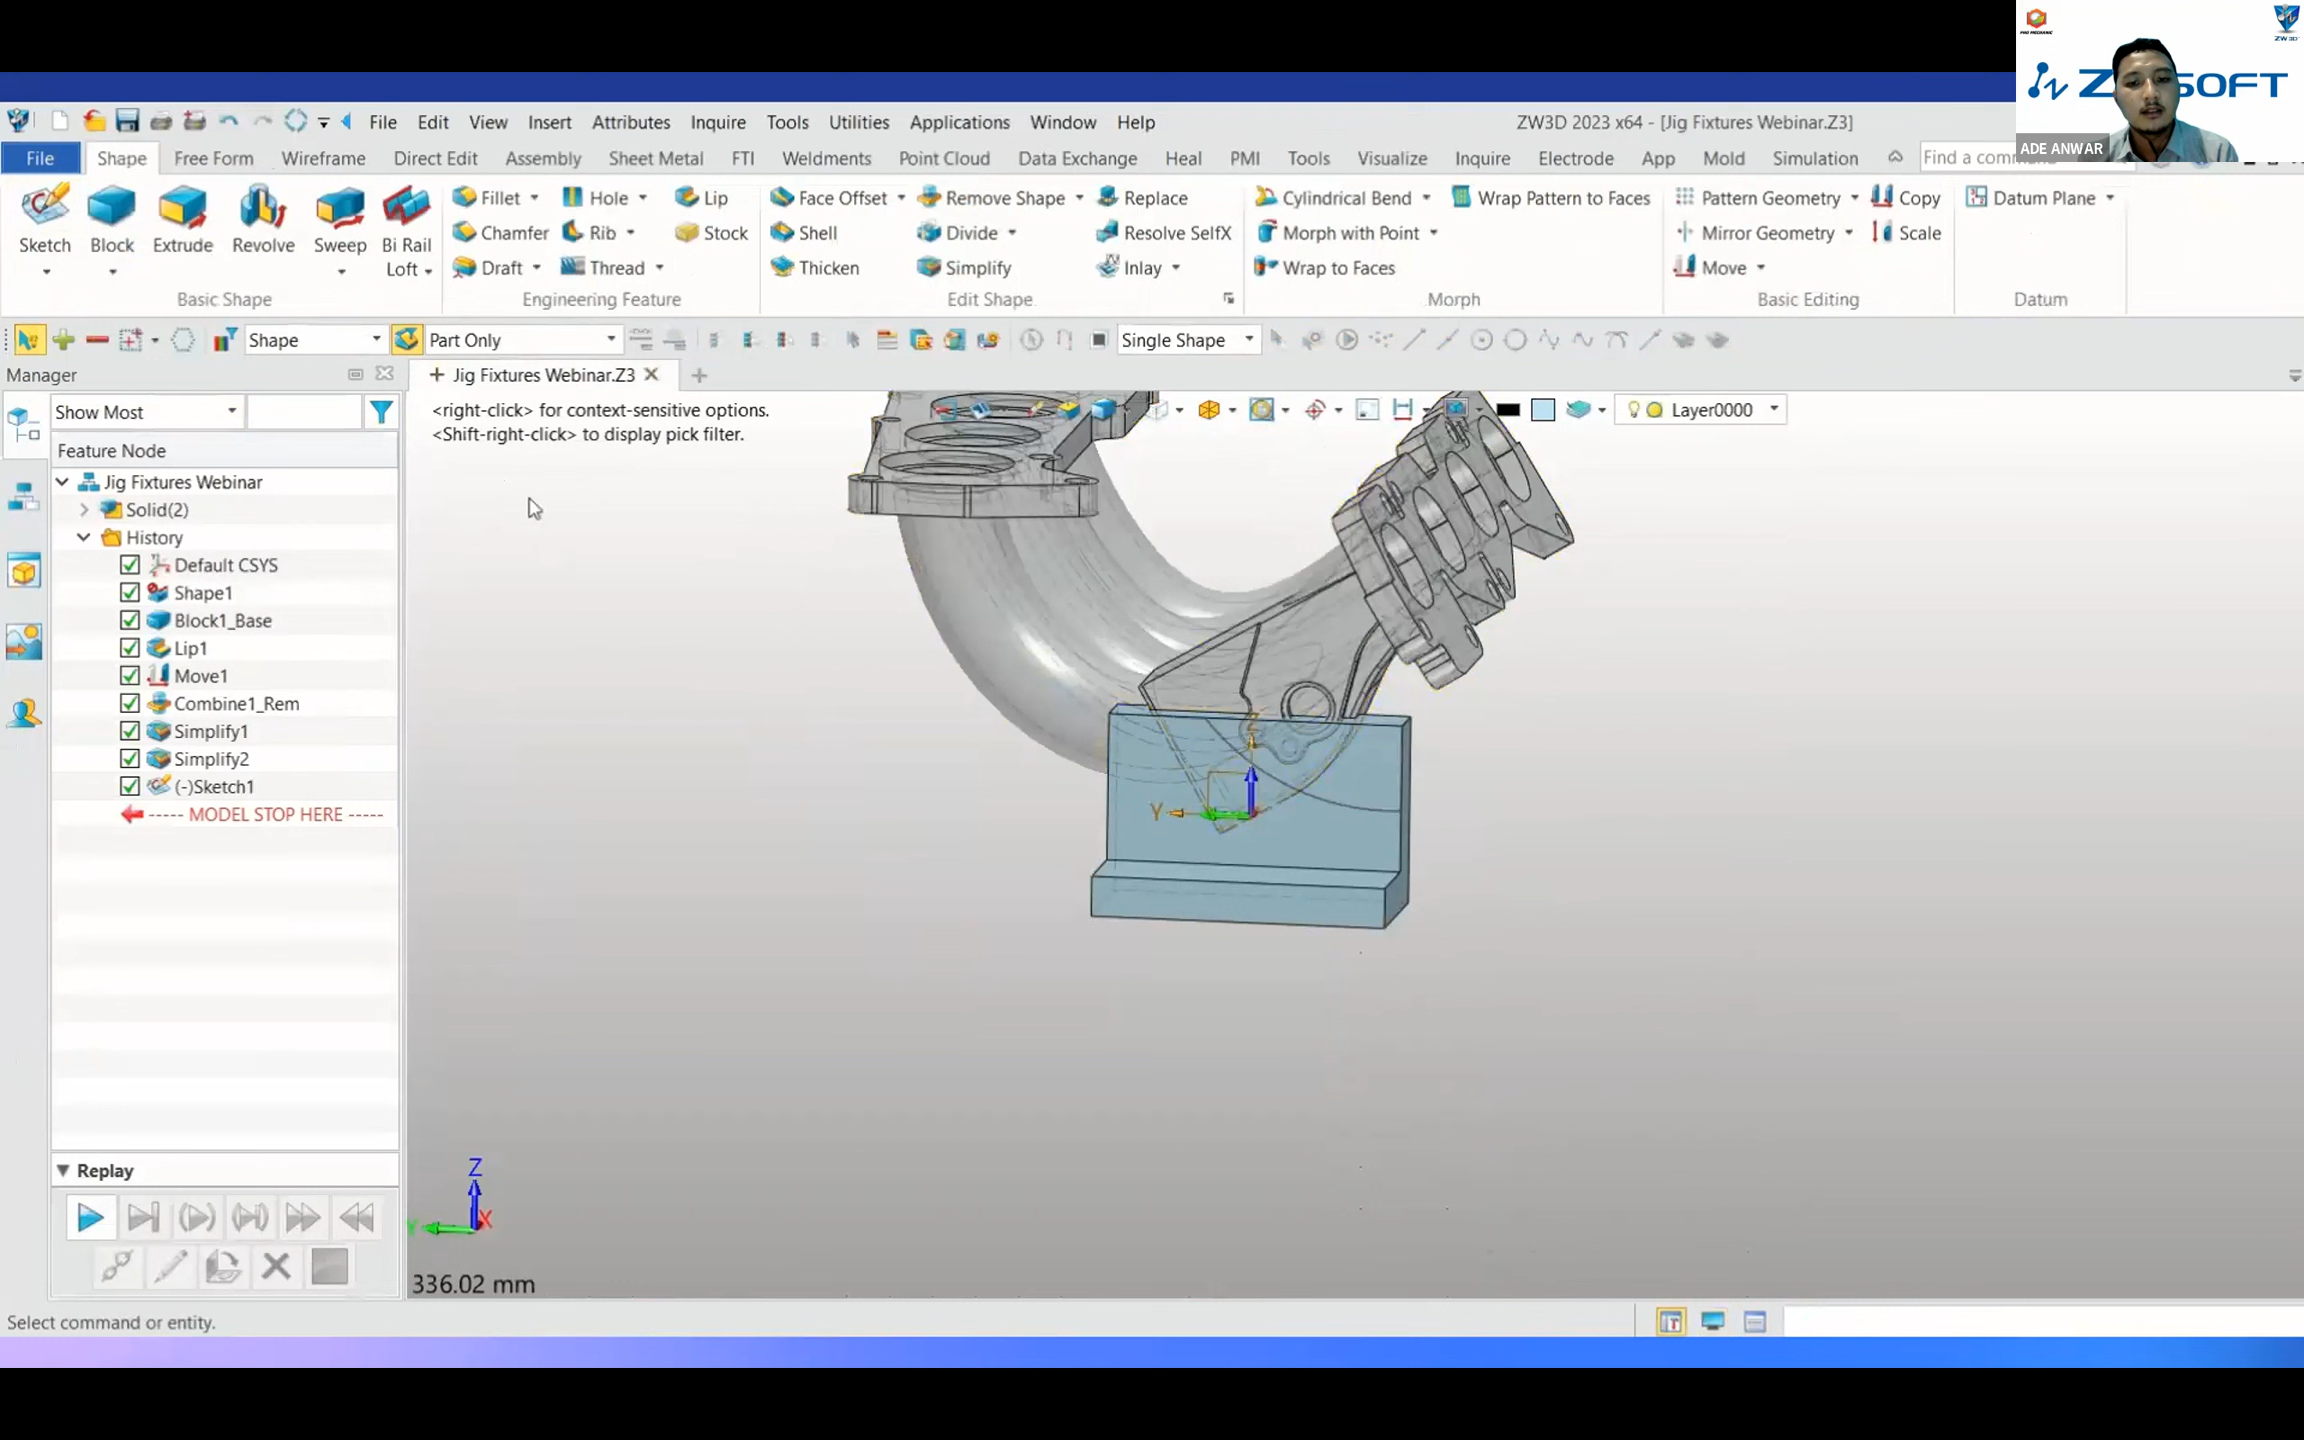 ZW 3D
SOFT
ADE ANWAR
File Edit View Insert Attributes Inquire Tools Utilities Applications Window Help
ZW3D 2023 x64 - [Jig Fixtures Webinar.Z3]
File Shape Free Form Wireframe Direct Edit Assembly Sheet Metal FTI Weldments Point Cloud Data Exchange Heal PMI Tools Visualize Inquire Electrode App Mold Simulation
Find a com
Sketch Block Extrude Revolve Sweep Bi Rail Loft
Basic Shape
Fillet Hole Lip
Chamfer Rib Stock
Draft Thread
Engineering Feature
Face Offset Remove Shape Replace
Shell Divide Resolve SelfX
Thicken Simplify Inlay
Edit Shape
Cylindrical Bend Wrap Pattern to Faces
Morph with Point
Wrap to Faces
Morph
Pattern Geometry Copy
Mirror Geometry Scale
Move
Basic Editing
Datum Plane
Datum
Shape Part Only Single Shape
Manager
Jig Fixtures Webinar.Z3
Show Most
Feature Node
Jig Fixtures Webinar
Solid(2)
History
Default CSYS
Shape1
Block1_Base
Lip1
Move1
Combine1_Rem
Simplify1
Simplify2
(-)Sketch1
----- MODEL STOP HERE -----
<right-click> for context-sensitive options.
<Shift-right-click> to display pick filter.
Layer0000
Z
Y
Replay
Z
X
Y
336.02 mm
Select command or entity.